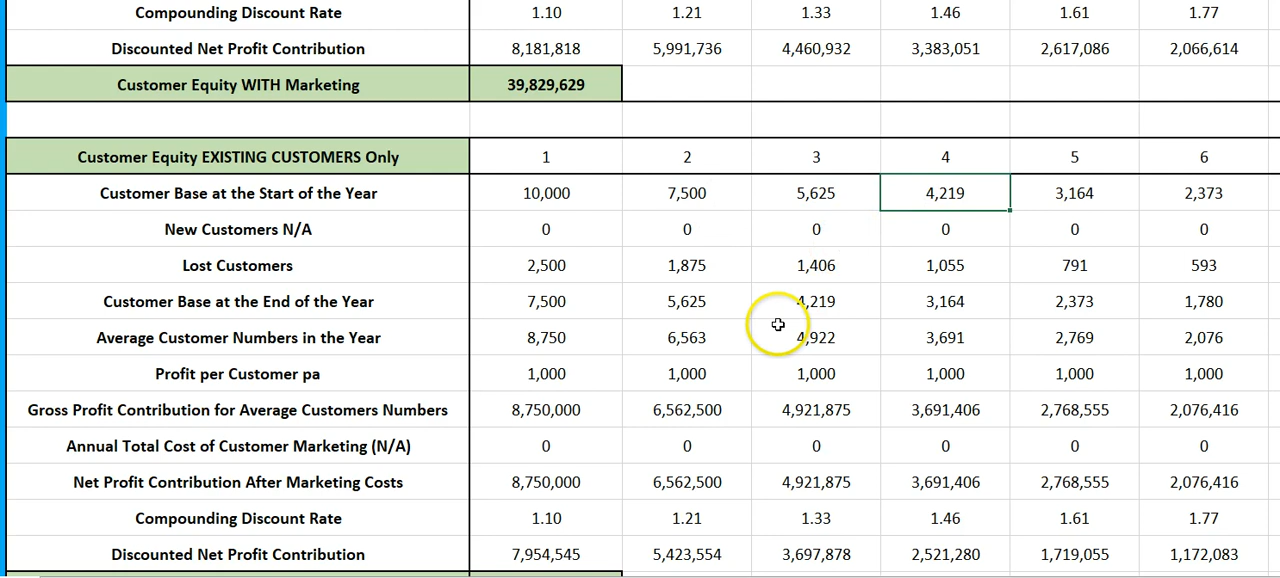 Compounding Discount Rate 1.10 1.21 1.33 1.46 1.61 1.77
Discounted Net Profit Contribution 8,181,818 5,991,736 4,460,932 3,383,051 2,617,086 2,066,614
Customer Equity WITH Marketing 39,829,629
Customer Equity EXISTING CUSTOMERS Only 1 2 3 4 5 6
Customer Base at the Start of the Year 10,000 7,500 5,625 4,219 3,164 2,373
New Customers N/A 0 0 0 0 0 0
Lost Customers 2,500 1,875 1,406 1,055 791 593
Customer Base at the End of the Year 7,500 5,625 4,219 3,164 2,373 1,780
Average Customer Numbers in the Year 8,750 6,563 4,922 3,691 2,769 2,076
Profit per Customer pa 1,000 1,000 1,000 1,000 1,000 1,000
Gross Profit Contribution for Average Customers Numbers 8,750,000 6,562,500 4,921,875 3,691,406 2,768,555 2,076,416
Annual Total Cost of Customer Marketing (N/A) 0 0 0 0 0 0
Net Profit Contribution After Marketing Costs 8,750,000 6,562,500 4,921,875 3,691,406 2,768,555 2,076,416
Compounding Discount Rate 1.10 1.21 1.33 1.46 1.61 1.77
Discounted Net Profit Contribution 7,954,545 5,423,554 3,697,878 2,521,280 1,719,055 1,172,083